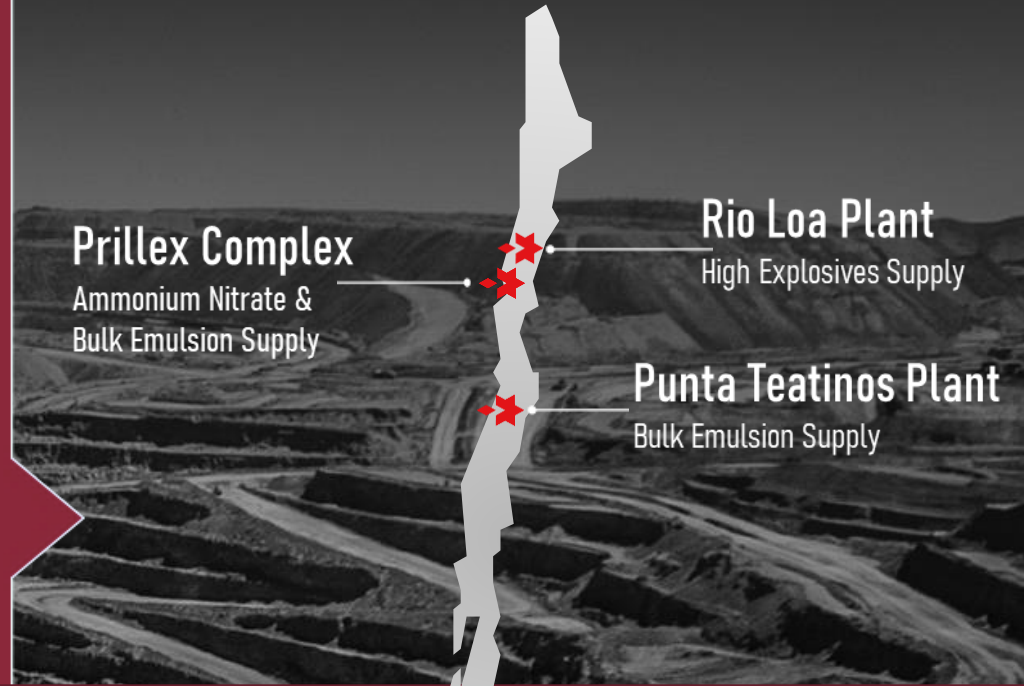 Prillex Complex
Ammonium Nitrate &
Bulk Emulsion Supply
Rio Loa Plant
High Explosives Supply
Punta Teatinos Plant
Bulk Emulsion Supply